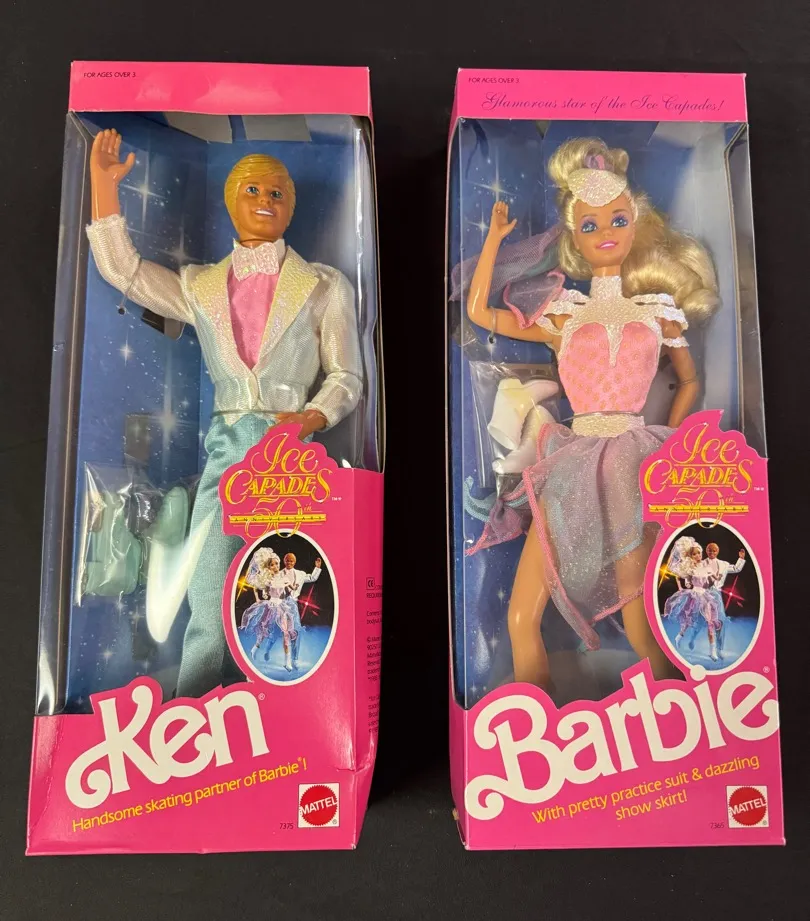 FOR AGES OVER 3
Ice
CAPADES
50th
ANNIVERSARY
Ken®
Handsome skating partner of Barbie®!
7375
MATTEL
FOR AGES OVER 3
Glamorous star of the Ice Capades!
Ice
CAPADES
50th
ANNIVERSARY
Barbie®
With pretty practice suit & dazzling
show skirt!
7365
MATTEL